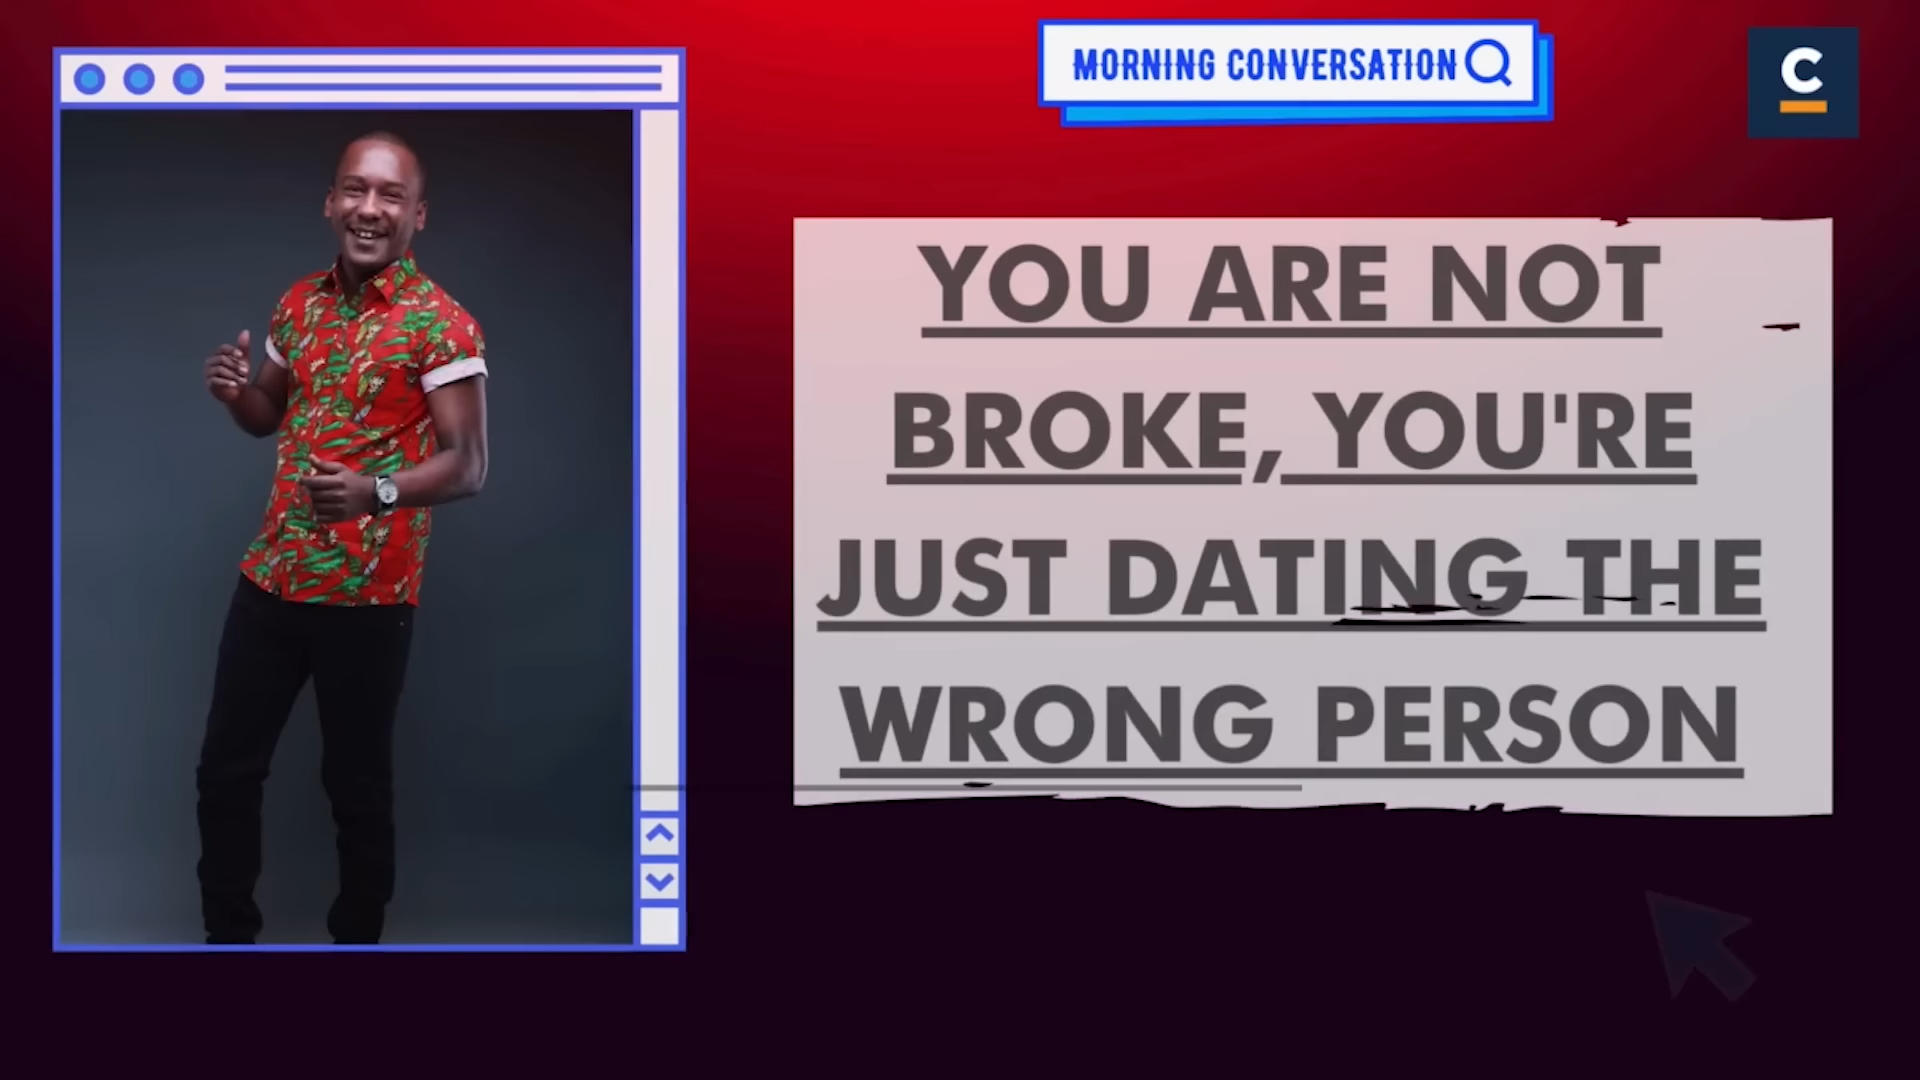 MORNING CONVERSATION
C
YOU ARE NOT
BROKE, YOU'RE
JUST DATING THE
WRONG PERSON